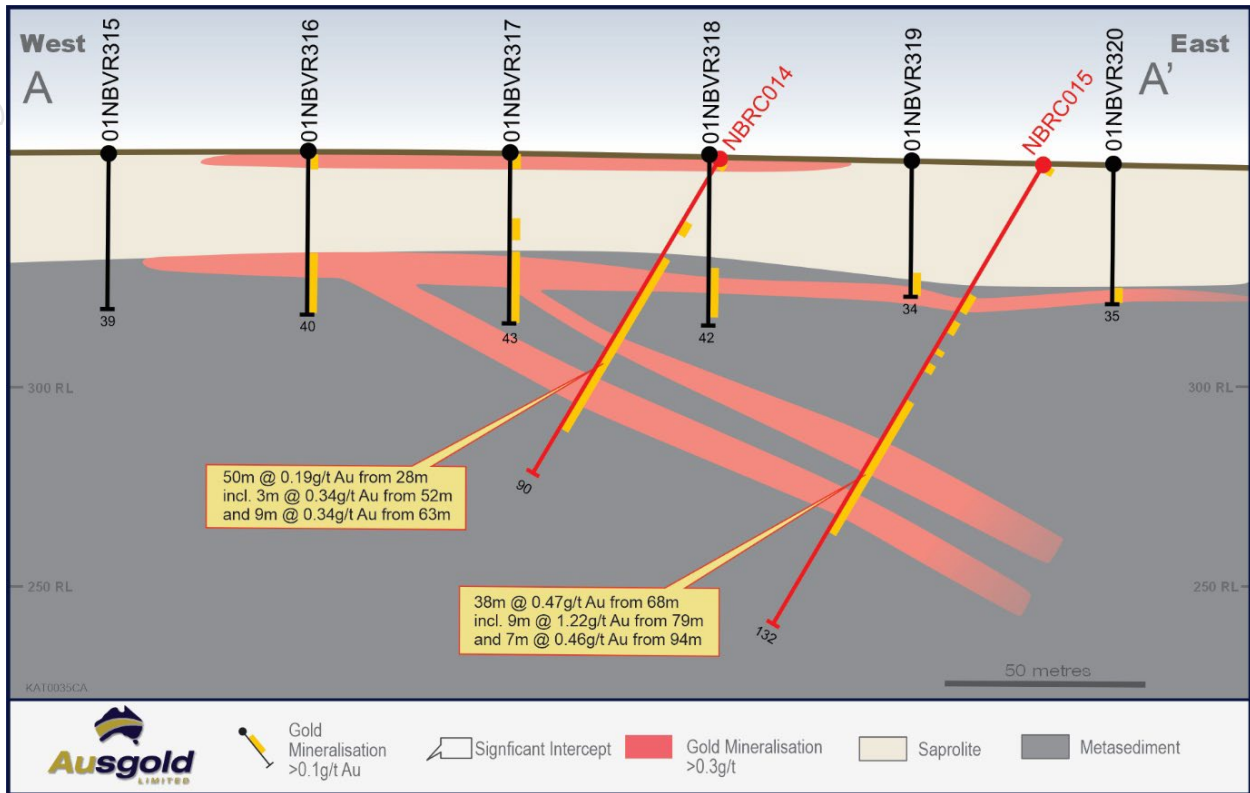 West
A
01NBVR315
01NBVR316
01NBVR317
01NBVR318
NBRC014
01NBVR319
NBRC015
01NBVR320
East
A’
39
40
43
42
34
35
300 RL
300 RL
90
50m @ 0.19g/t Au from 28m
incl. 3m @ 0.34g/t Au from 52m
and 9m @ 0.34g/t Au from 63m
250 RL
250 RL
38m @ 0.47g/t Au from 68m
incl. 9m @ 1.22g/t Au from 79m
and 7m @ 0.46g/t Au from 94m
132
50 metres
KAT0035CA
Ausgold
LIMITED
Gold
Mineralisation
>0.1g/t Au
Signficant Intercept
Gold Mineralisation
>0.3g/t
Saprolite
Metasediment